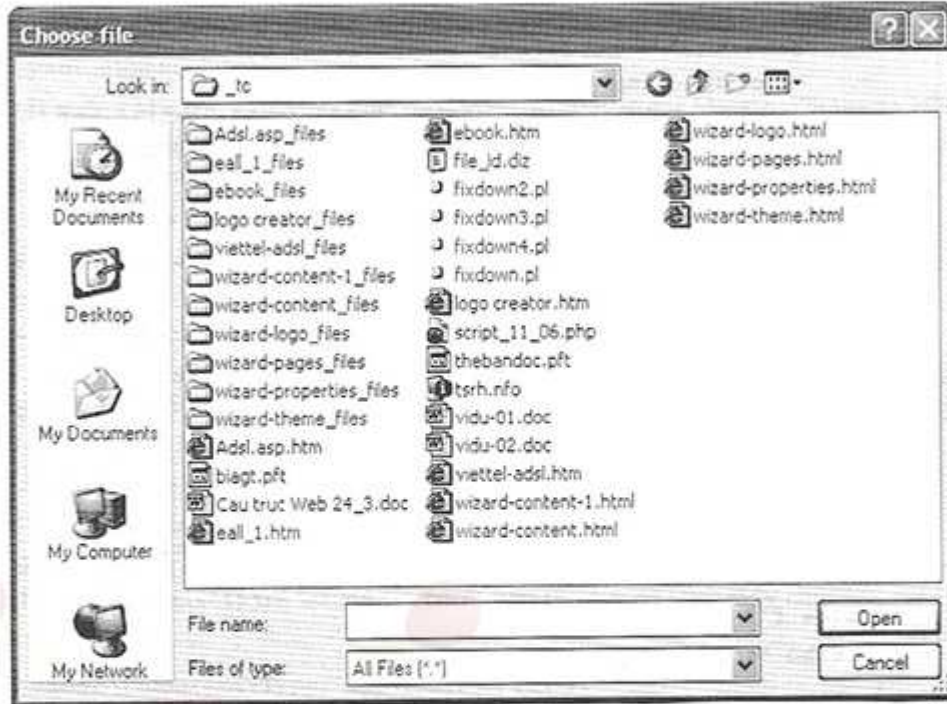 Choose file
Look in: _tc
My Recent
Documents
Desktop
My Documents
My Computer
My Network
Adsl.asp_files
eall_1_files
ebook_files
logo creator_files
viettel-adsl_files
wizard-content-1_files
wizard-content_files
wizard-logo_files
wizard-pages_files
wizard-properties_files
wizard-theme_files
Adsl.asp.htm
biagt.pft
Cau truc Web 24_3.doc
eall_1.htm
ebook.htm
file_id.diz
fixdown2.pl
fixdown3.pl
fixdown4.pl
fixdown.pl
logo creator.htm
script_11_06.php
thebandoc.pft
tsrh.nfo
vidu-01.doc
vidu-02.doc
viettel-adsl.htm
wizard-content-1.html
wizard-content.html
wizard-logo.html
wizard-pages.html
wizard-properties.html
wizard-theme.html
File name:
Open
Files of type: All Files (*.*)
Cancel